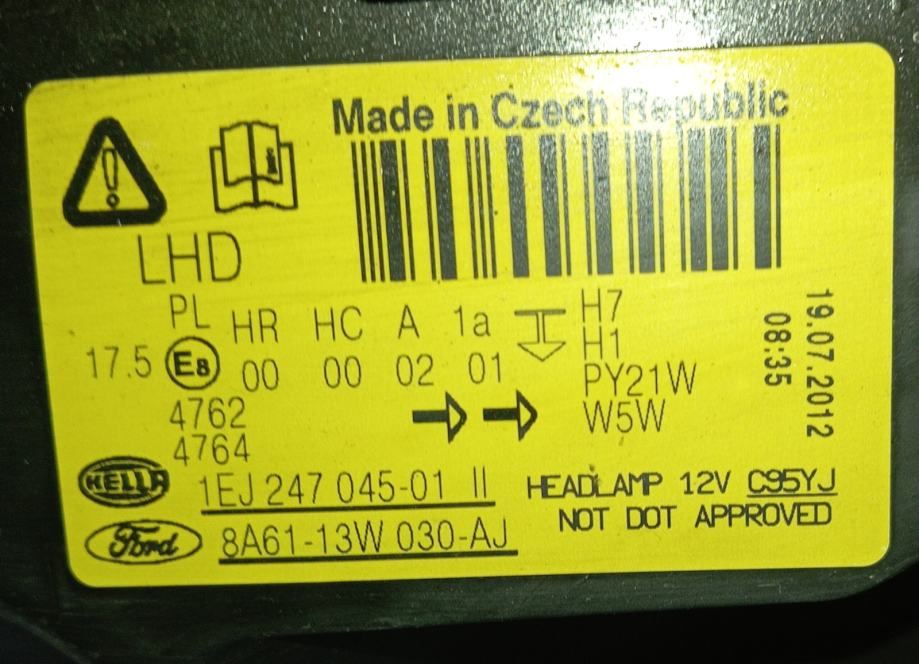 Made in Czech Republic
LHD
PL HR HC A 1a
17.5 E8 00 00 02 01
4762
4764
H7
H1
PY21W
W5W
19.07.2012
08:35
HELLA 1EJ 247 045-01 II
Ford 8A61-13W 030-AJ
HEADLAMP 12V C95YJ
NOT DOT APPROVED